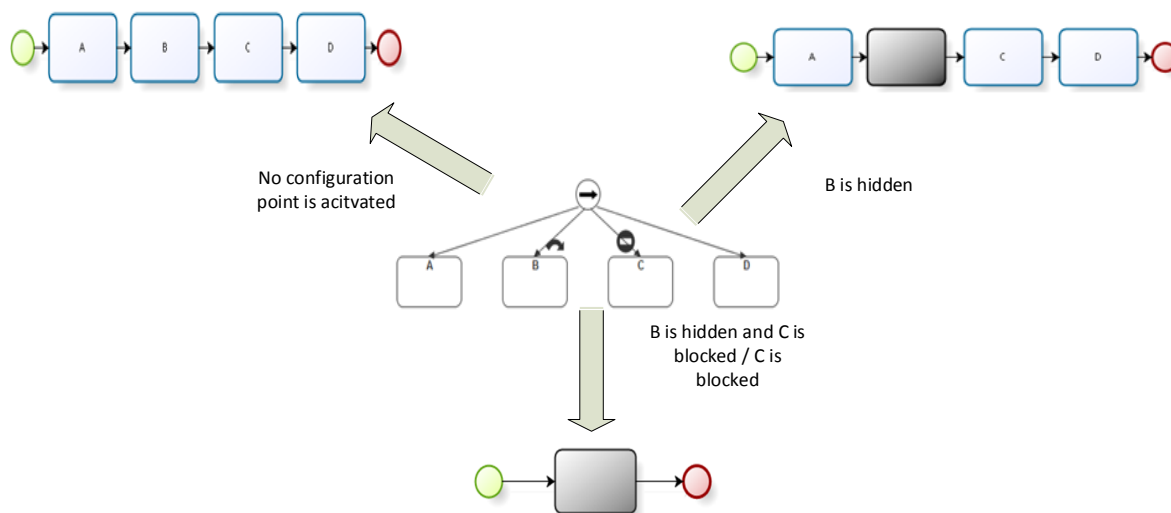 A
B
C
D
A
C
D
No configuration
point is acitvated
B is hidden
A
B
C
D
B is hidden and C is
blocked / C is
blocked